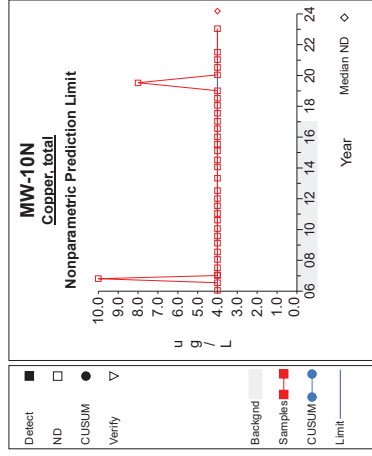 MW-10N
Copper, total
Nonparametric Prediction Limit
10.0
9.0
8.0
7.0
6.0
5.0
4.0
3.0
2.0
1.0
0.0
u g/L
06 08 10 12 14 16 18 20 22 24
Year
Median ND
Detect
ND
CUSUM
Verify
Backgnd
Samples
CUSUM
Limit